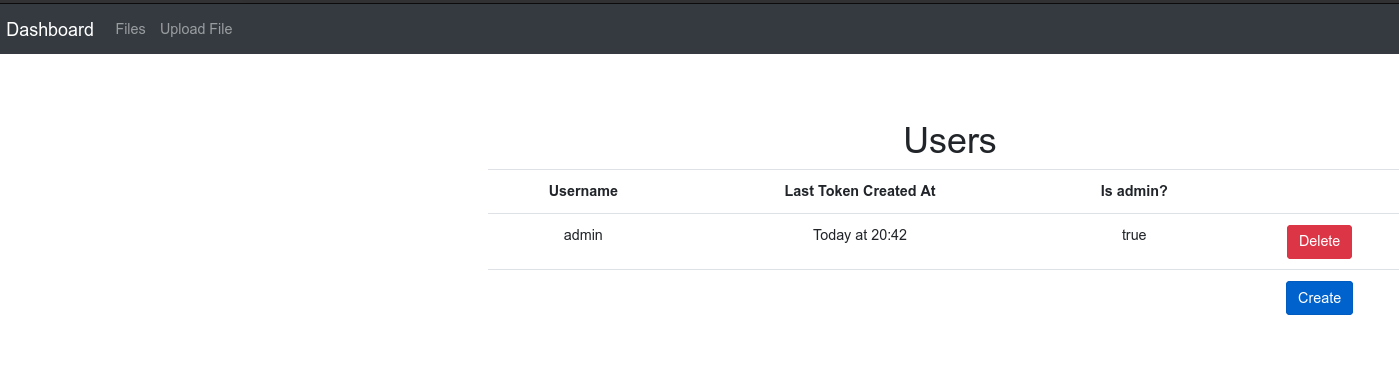 Dashboard Files Upload File
Users
Username Last Token Created At Is admin?
admin Today at 20:42 true Delete
Create